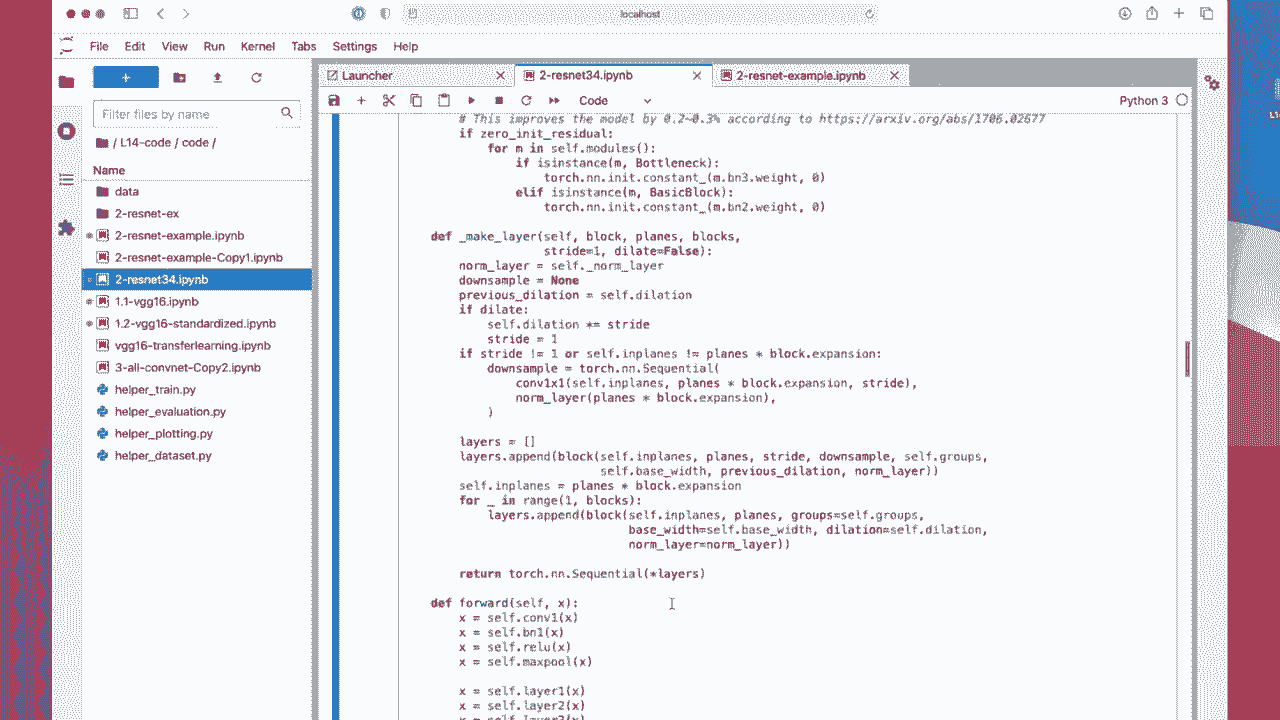 localhost
File Edit View Run Kernel Tabs Settings Help
Launcher
2-resnet34.ipynb
2-resnet-example.ipynb
Filter files by name
/ L14-code / code /
Name
data
2-resnet-ex
2-resnet-example.ipynb
2-resnet-example-Copy1.ipynb
2-resnet34.ipynb
1.1-vgg16.ipynb
1.2-vgg16-standardized.ipynb
vgg16-transferlearning.ipynb
3-all-convnet-Copy2.ipynb
helper_train.py
helper_evaluation.py
helper_plotting.py
helper_dataset.py
Code
Python 3
# This improves the model by 0.2~0.3% according to https://arxiv.org/abs/1706.02677
if zero_init_residual:
for m in self.modules():
if isinstance(m, Bottleneck):
torch.nn.init.constant_(m.bn3.weight, 0)
elif isinstance(m, BasicBlock):
torch.nn.init.constant_(m.bn2.weight, 0)
def _make_layer(self, block, planes, blocks,
stride=1, dilate=False):
norm_layer = self._norm_layer
downsample = None
previous_dilation = self.dilation
if dilate:
self.dilation *= stride
stride = 1
if stride != 1 or self.inplanes != planes * block.expansion:
downsample = torch.nn.Sequential(
conv1x1(self.inplanes, planes * block.expansion, stride),
norm_layer(planes * block.expansion),
)
layers = []
layers.append(block(self.inplanes, planes, stride, downsample, self.groups,
self.base_width, previous_dilation, norm_layer))
self.inplanes = planes * block.expansion
for _ in range(1, blocks):
layers.append(block(self.inplanes, planes, groups=self.groups,
base_width=self.base_width, dilation=self.dilation,
norm_layer=norm_layer))
return torch.nn.Sequential(*layers)
def forward(self, x):
x = self.conv1(x)
x = self.bn1(x)
x = self.relu(x)
x = self.maxpool(x)
x = self.layer1(x)
x = self.layer2(x)